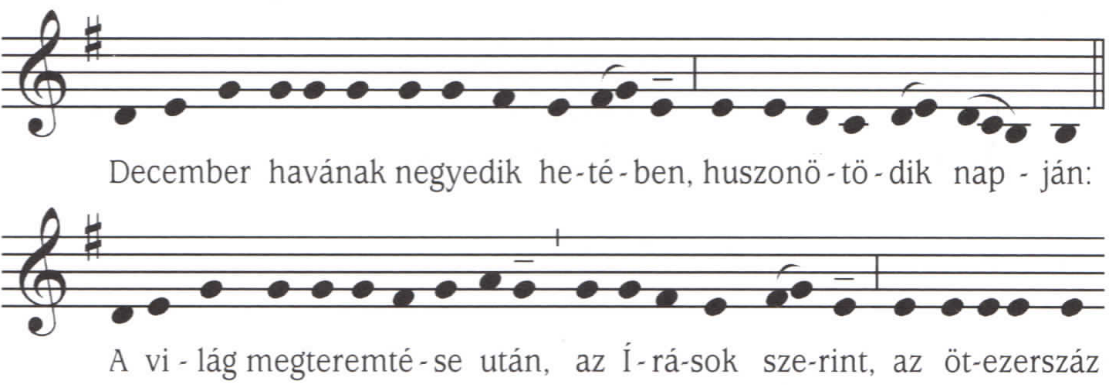 December havának negyedik he-té-ben, huszonö-tö-dik nap-ján:
A vi-lág megteremté-se után, az Í-rá-sok sze-rint, az öt-ezerszáz